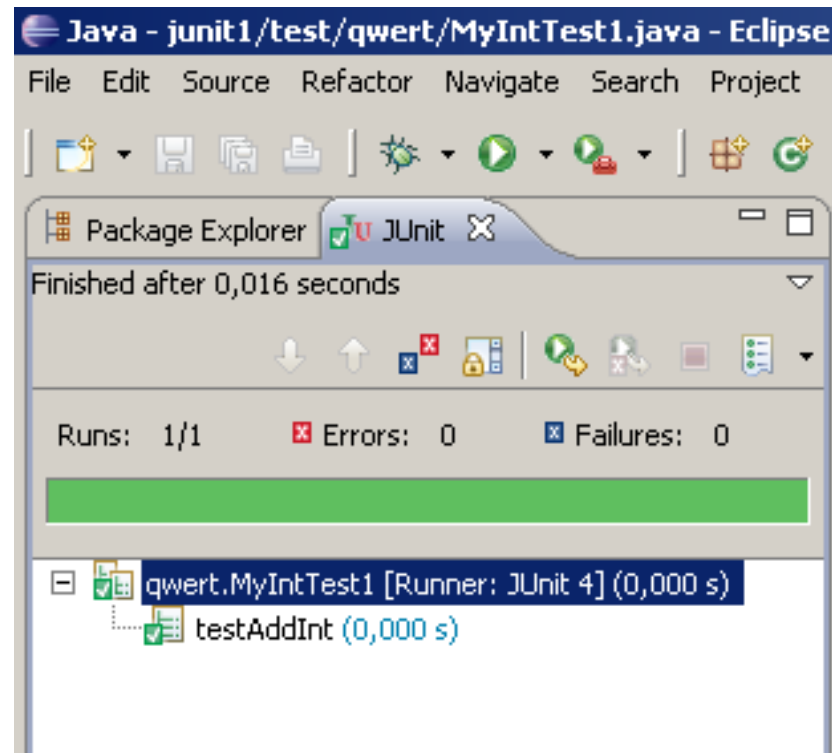 Java - junit1/test/qwert/MyIntTest1.java - Eclipse
File Edit Source Refactor Navigate Search Project
Package Explorer JUnit
Finished after 0,016 seconds
Runs: 1/1 Errors: 0 Failures: 0
qwert.MyIntTest1 [Runner: JUnit 4] (0,000 s)
testAddInt (0,000 s)